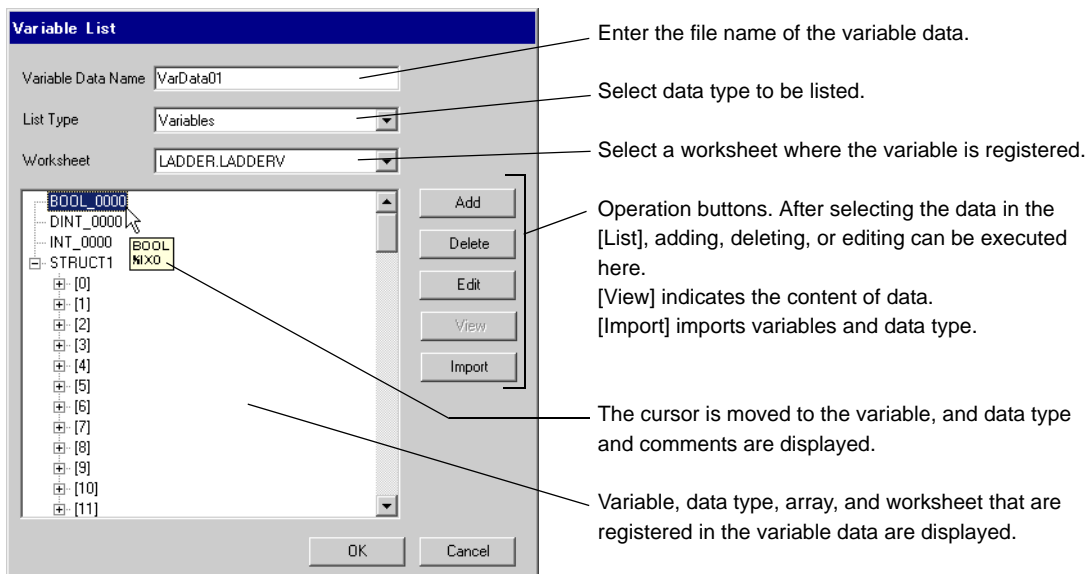 Variable List
Enter the file name of the variable data.
Variable Data Name VarData01
Select data type to be listed.
List Type Variables
Select a worksheet where the variable is registered.
Worksheet LADDER.LADDERV
BOOL_0000
DINT_0000
INT_0000
BOOL
%IX0
STRUCT1
[0]
[1]
[2]
[3]
[4]
[5]
[6]
[7]
[8]
[9]
[10]
[11]
Add
Delete
Edit
View
Import
Operation buttons. After selecting the data in the
[List], adding, deleting, or editing can be executed
here.
[View] indicates the content of data.
[Import] imports variables and data type.
The cursor is moved to the variable, and data type
and comments are displayed.
Variable, data type, array, and worksheet that are
registered in the variable data are displayed.
OK
Cancel